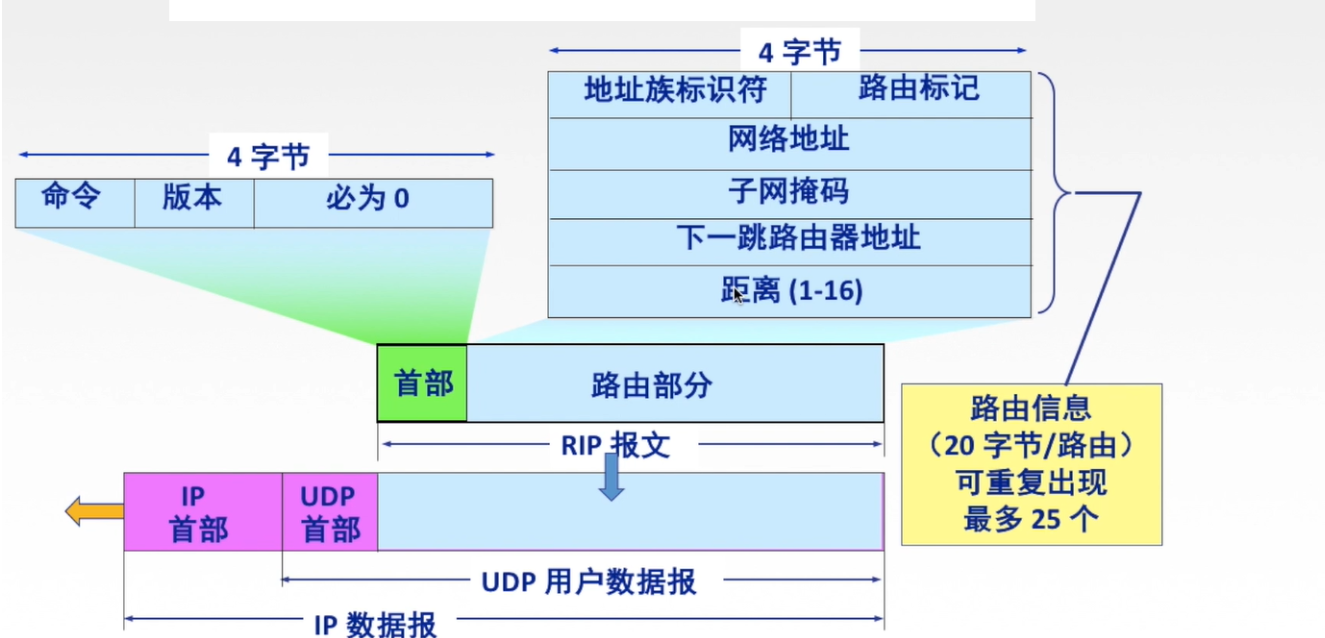 4 字节
地址族标识符
路由标记
网络地址
子网掩码
下一跳路由器地址
距离 (1-16)
4 字节
命令
版本
必为 0
首部
路由部分
RIP 报文
路由信息
（20 字节/路由）
可重复出现
最多 25 个
IP
首部
UDP
首部
UDP 用户数据报
IP 数据报